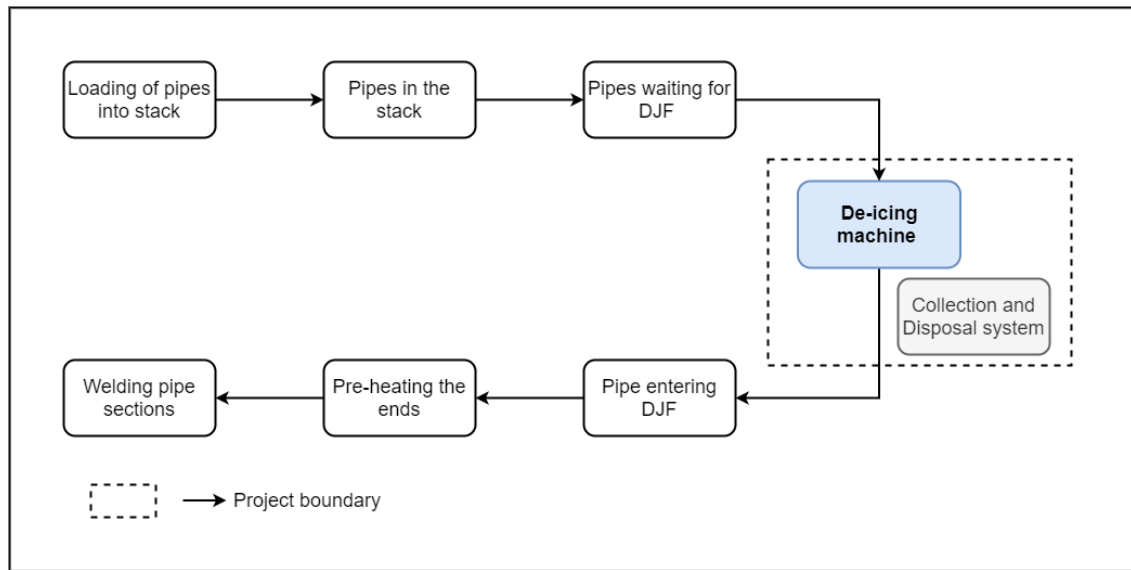 Loading of pipes
into stack
Pipes in the
stack
Pipes waiting for
DJF
De-icing
machine
Collection and
Disposal system
Welding pipe
sections
Pre-heating the
ends
Pipe entering
DJF
Project boundary